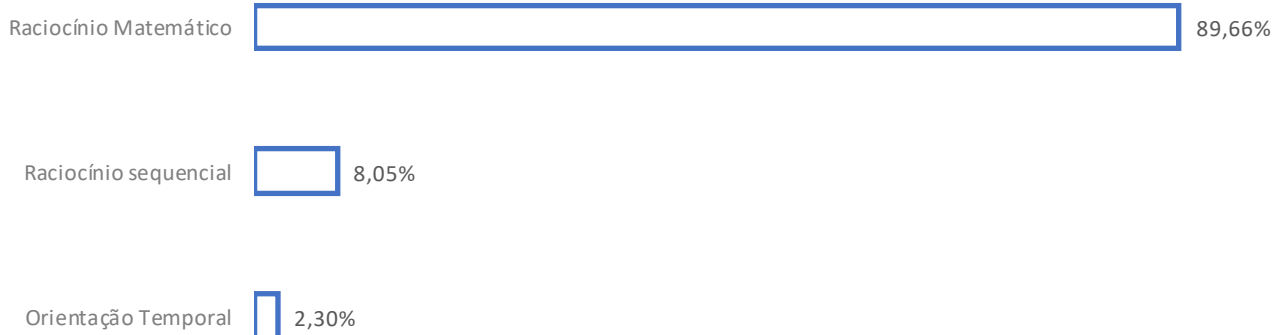 Raciocínio Matemático 89,66%
Raciocínio sequencial 8,05%
Orientação Temporal 2,30%